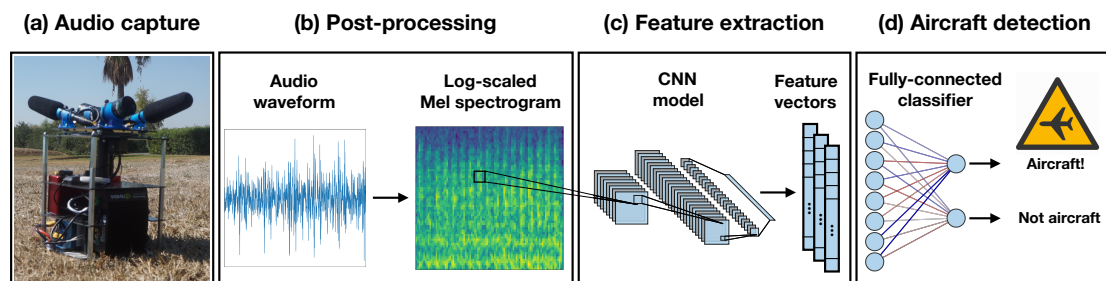 (a) Audio capture
(b) Post-processing
(c) Feature extraction
(d) Aircraft detection
Audio
waveform
Log-scaled
Mel spectrogram
CNN
model
Feature
vectors
Fully-connected
classifier
Aircraft!
Not aircraft